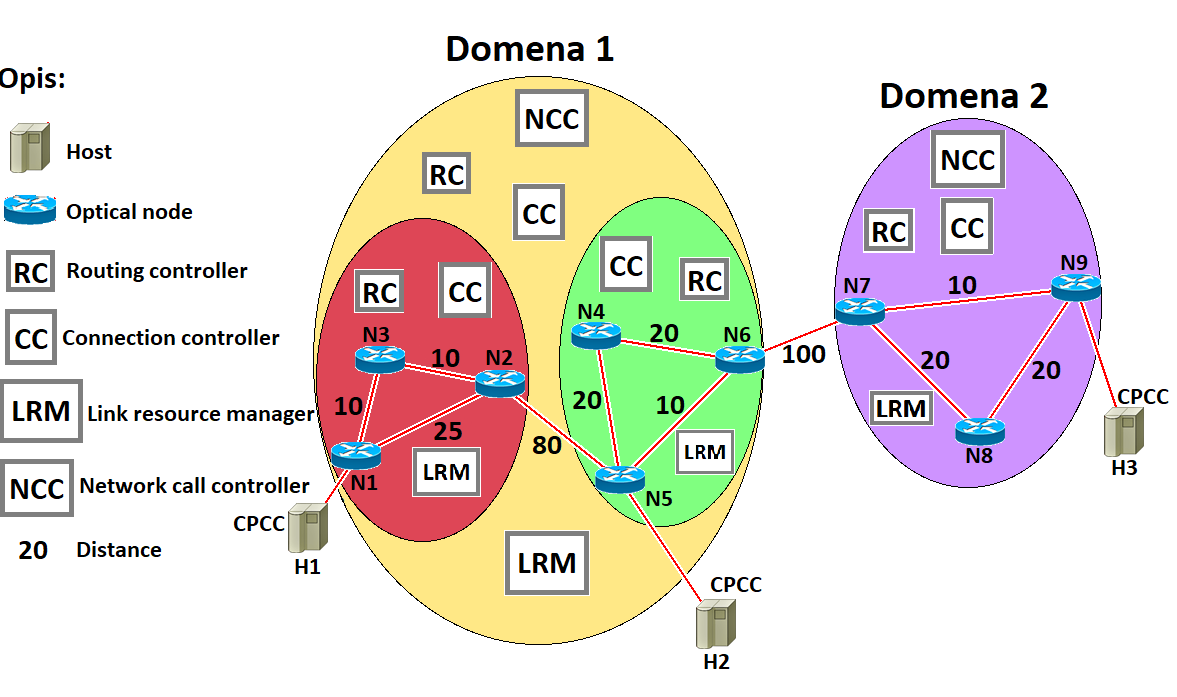 Domena 1
Domena 2
Opis:
Host
Optical node
RC Routing controller
CC Connection controller
LRM Link resource manager
NCC Network call controller
20 Distance
NCC
RC
CC
RC
CC
N3
10
N2
10
25
LRM
N1
CPCC
H1
80
CC
RC
N4
20
N6
20
10
LRM
N5
LRM
CPCC
H2
100
NCC
RC
CC
N7
10
N9
20
20
LRM
N8
CPCC
H3